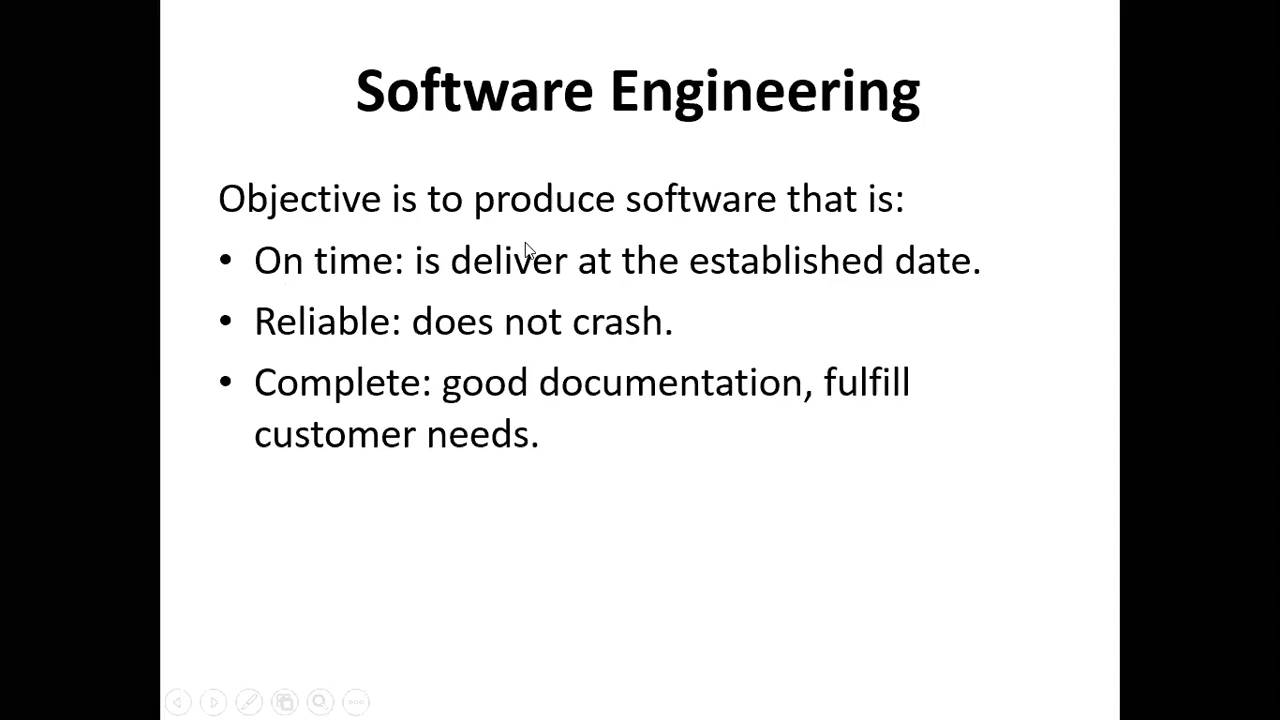 Software Engineering
Objective is to produce software that is:
• On time: is deliver at the established date.
• Reliable: does not crash.
• Complete: good documentation, fulfill
customer needs.